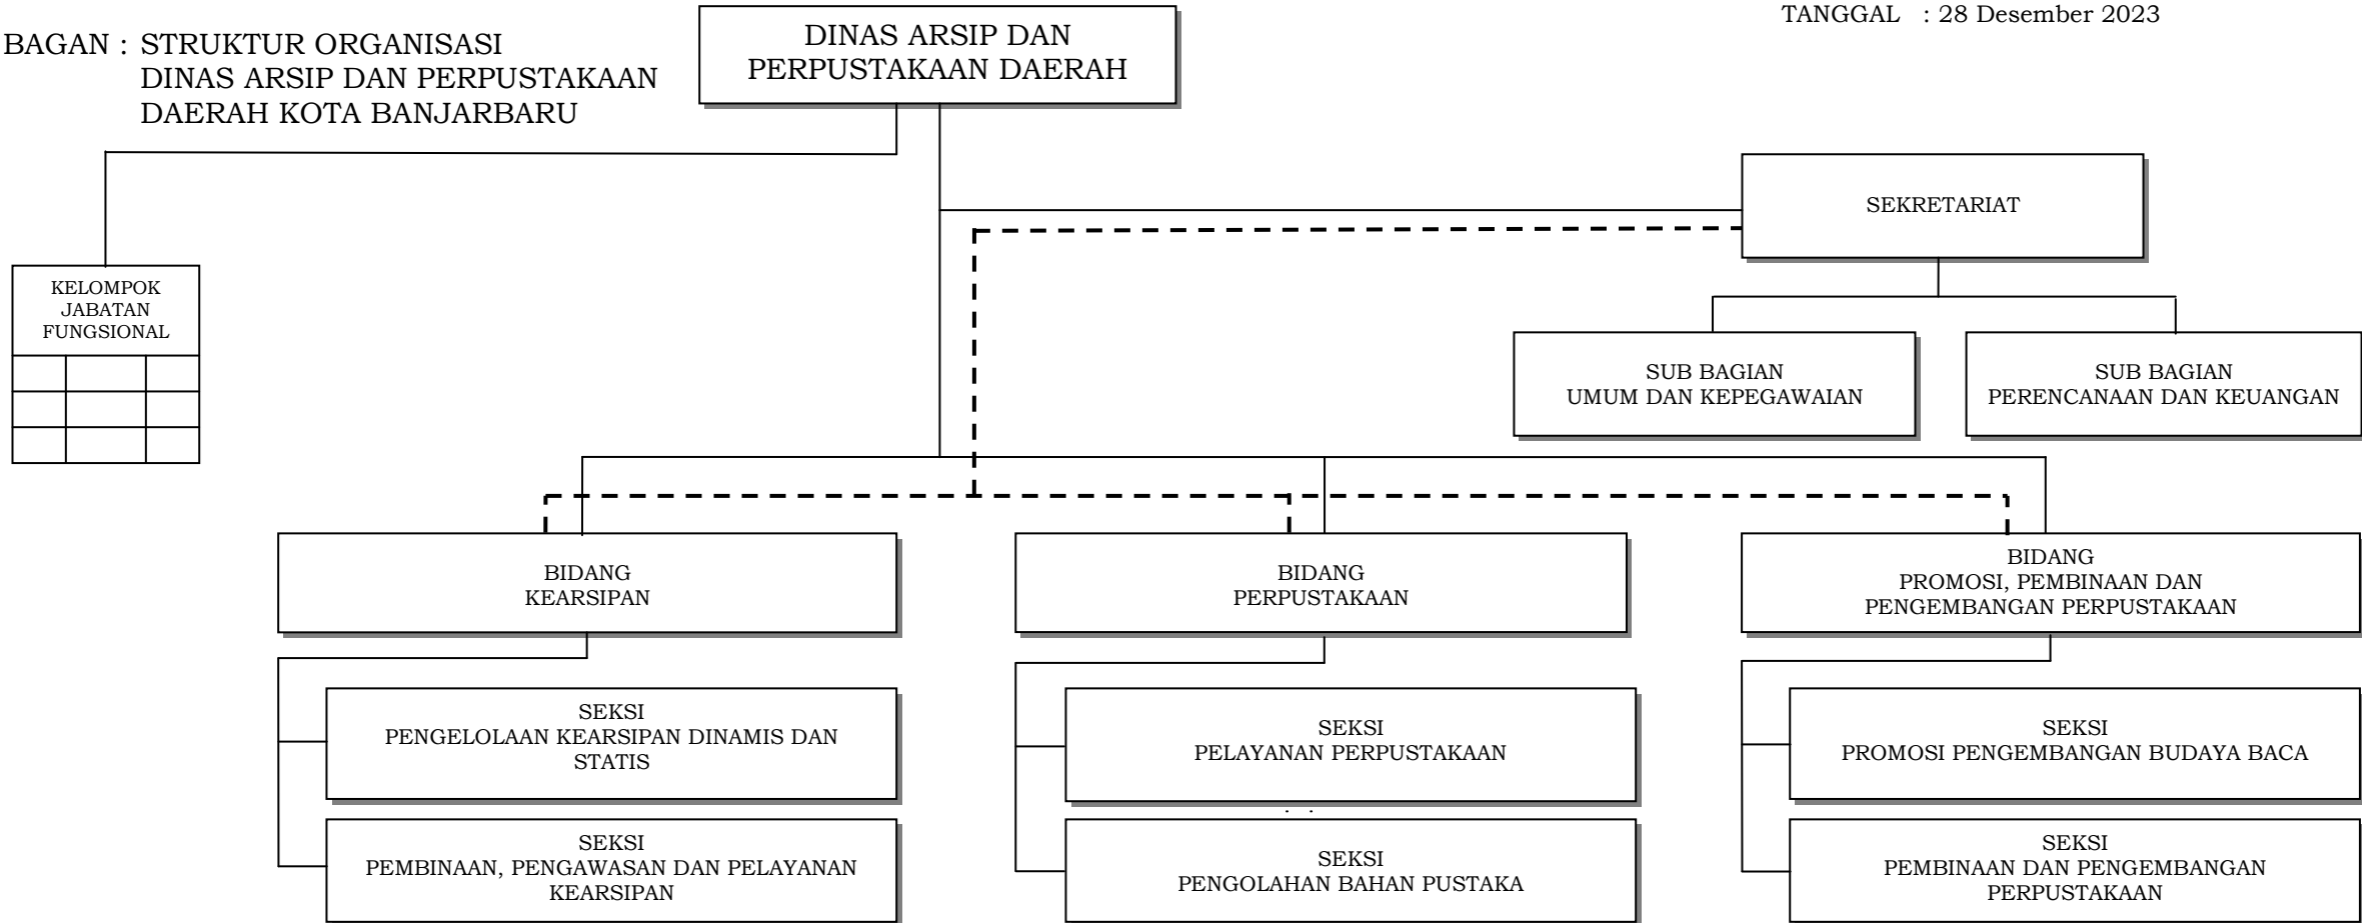 TANGGAL : 28 Desember 2023
BAGAN : STRUKTUR ORGANISASI
DINAS ARSIP DAN PERPUSTAKAAN
DAERAH KOTA BANJARBARU
DINAS ARSIP DAN
PERPUSTAKAAN DAERAH
SEKRETARIAT
KELOMPOK
JABATAN
FUNGSIONAL
SUB BAGIAN
UMUM DAN KEPEGAWAIAN
SUB BAGIAN
PERENCANAAN DAN KEUANGAN
BIDANG
KEARSIPAN
BIDANG
PERPUSTAKAAN
BIDANG
PROMOSI, PEMBINAAN DAN
PENGEMBANGAN PERPUSTAKAAN
SEKSI
PENGELOLAAN KEARSIPAN DINAMIS DAN
STATIS
SEKSI
PELAYANAN PERPUSTAKAAN
SEKSI
PROMOSI PENGEMBANGAN BUDAYA BACA
SEKSI
PEMBINAAN, PENGAWASAN DAN PELAYANAN
KEARSIPAN
SEKSI
PENGOLAHAN BAHAN PUSTAKA
SEKSI
PEMBINAAN DAN PENGEMBANGAN
PERPUSTAKAAN